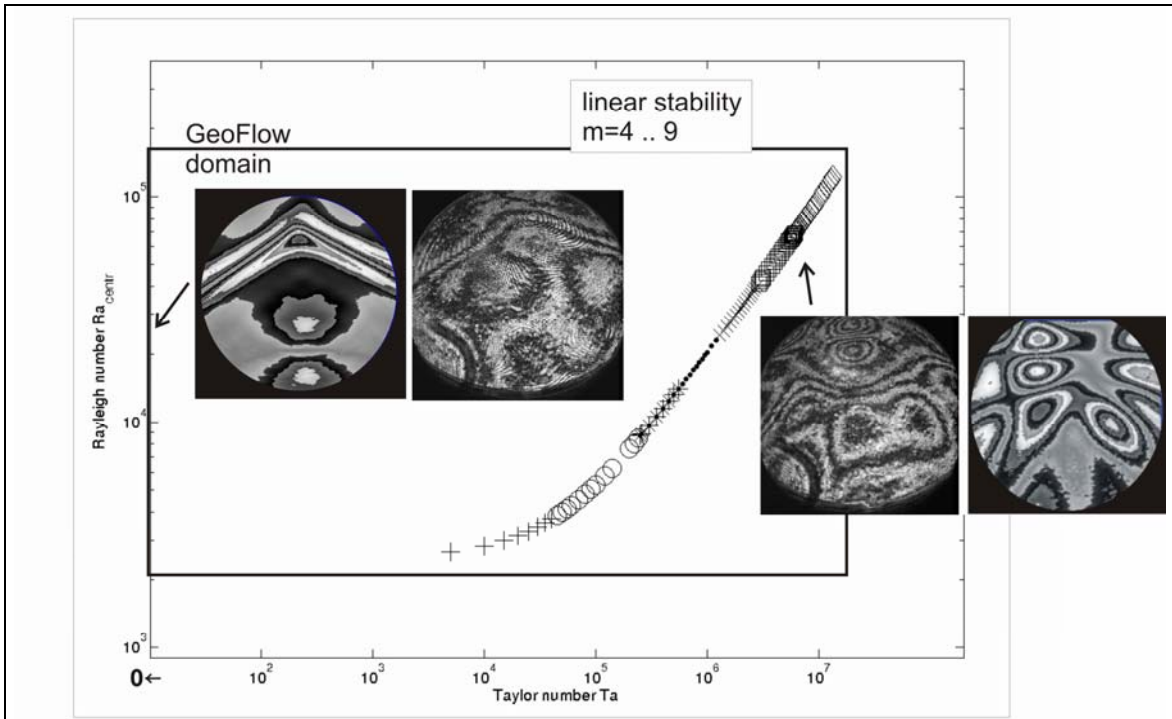 linear stability
m=4 .. 9
GeoFlow
domain
10^5
10^4
10^3
Rayleigh number Ra_centr
0←
10^2
10^3
10^4
10^5
10^6
10^7
Taylor number Ta